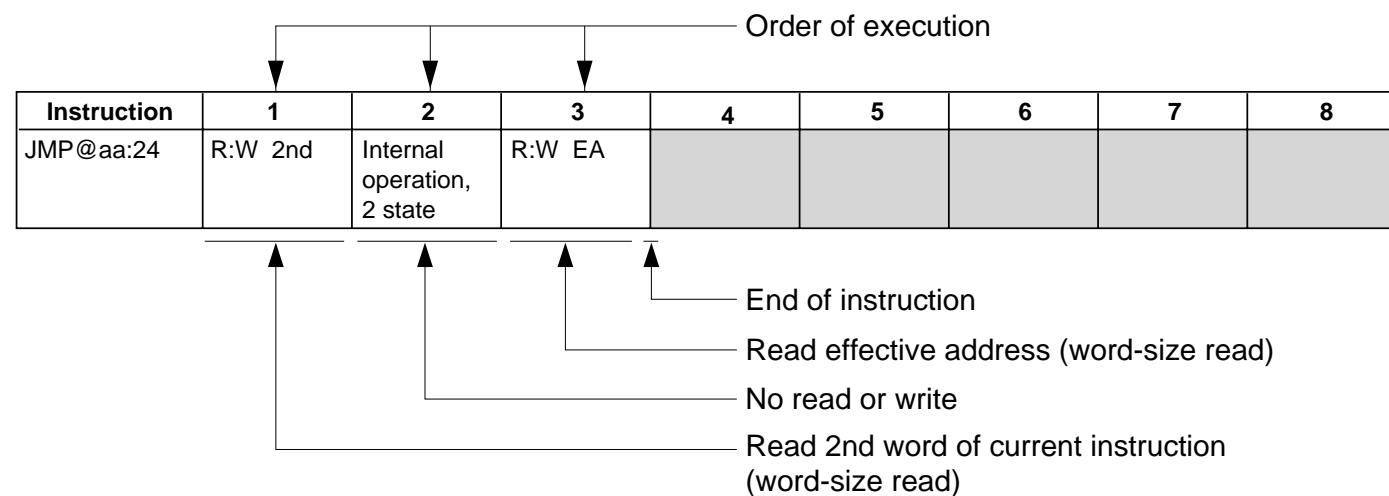 Order of execution
Instruction 1 2 3 4 5 6 7 8
JMP@aa:24 R:W 2nd Internal R:W EA
operation,
2 state
End of instruction
Read effective address (word-size read)
No read or write
Read 2nd word of current instruction
(word-size read)